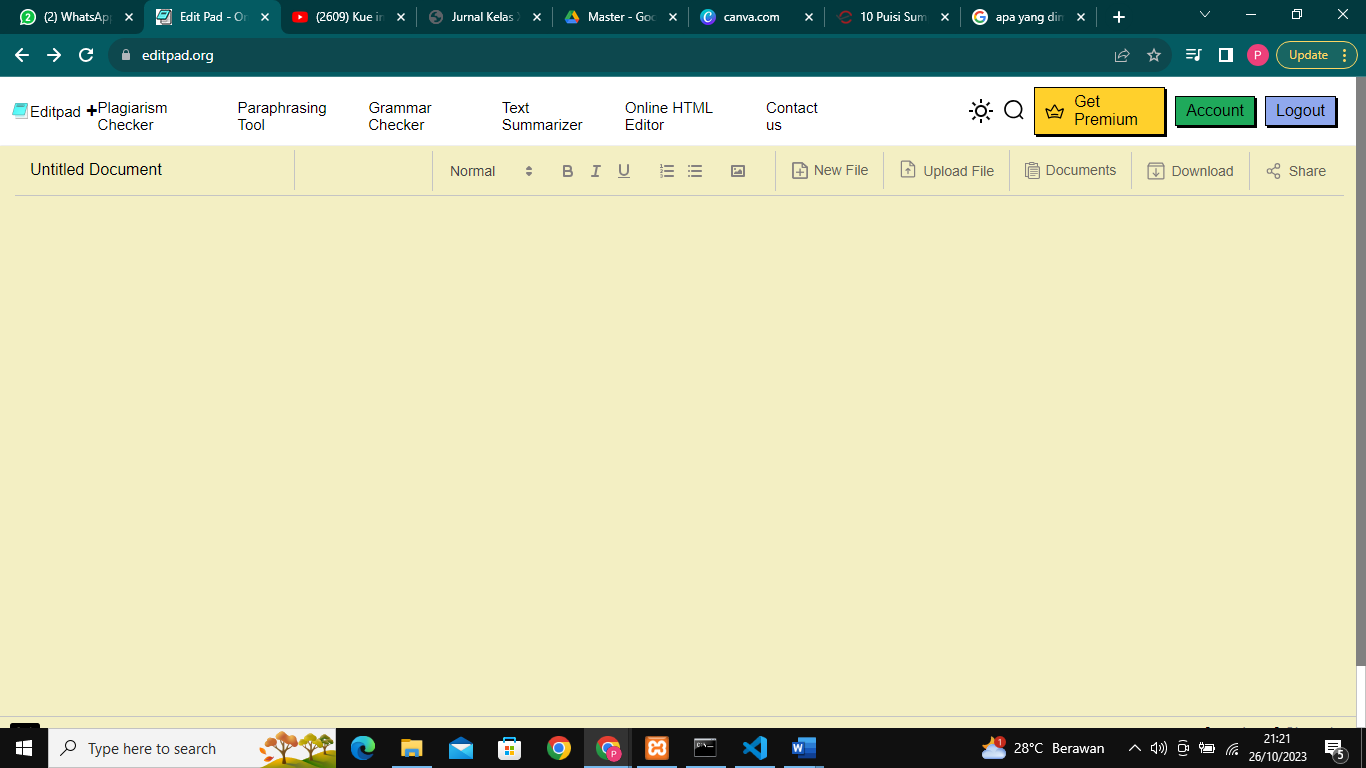 (2) WhatsApp
Edit Pad - On
(2609) Kue in
Jurnal Kelas X
Master - Goo
canva.com
10 Puisi Sum
apa yang din
editpad.org
P
Update
Editpad
Plagiarism
Checker
Paraphrasing
Tool
Grammar
Checker
Text
Summarizer
Online HTML
Editor
Contact
us
Get
Premium
Account
Logout
Untitled Document
Normal
B I U
New File
Upload File
Documents
Download
Share
Type here to search
28°C Berawan
21:21
26/10/2023
5